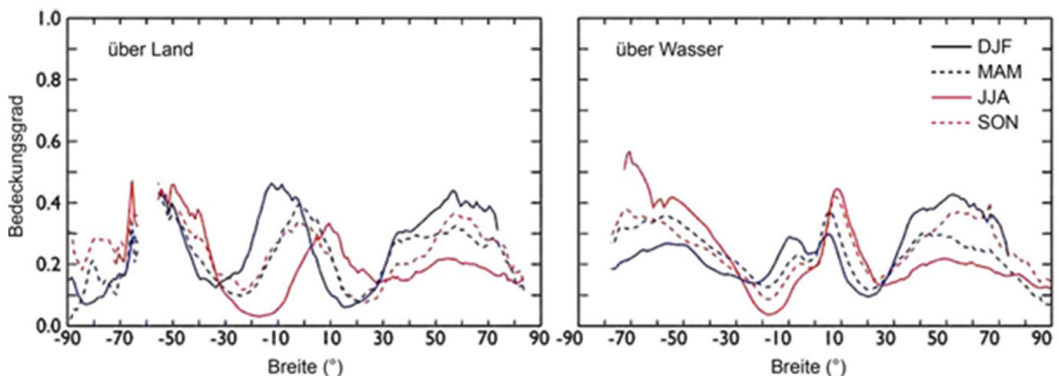 über Land
über Wasser
DJF
MAM
JJA
SON
Bedeckungsgrad
1.0
0.8
0.6
0.4
0.2
0.0
-90 -70 -50 -30 -10 10 30 50 70 90
-90 -70 -50 -30 -10 10 30 50 70 90
Breite (°)
Breite (°)